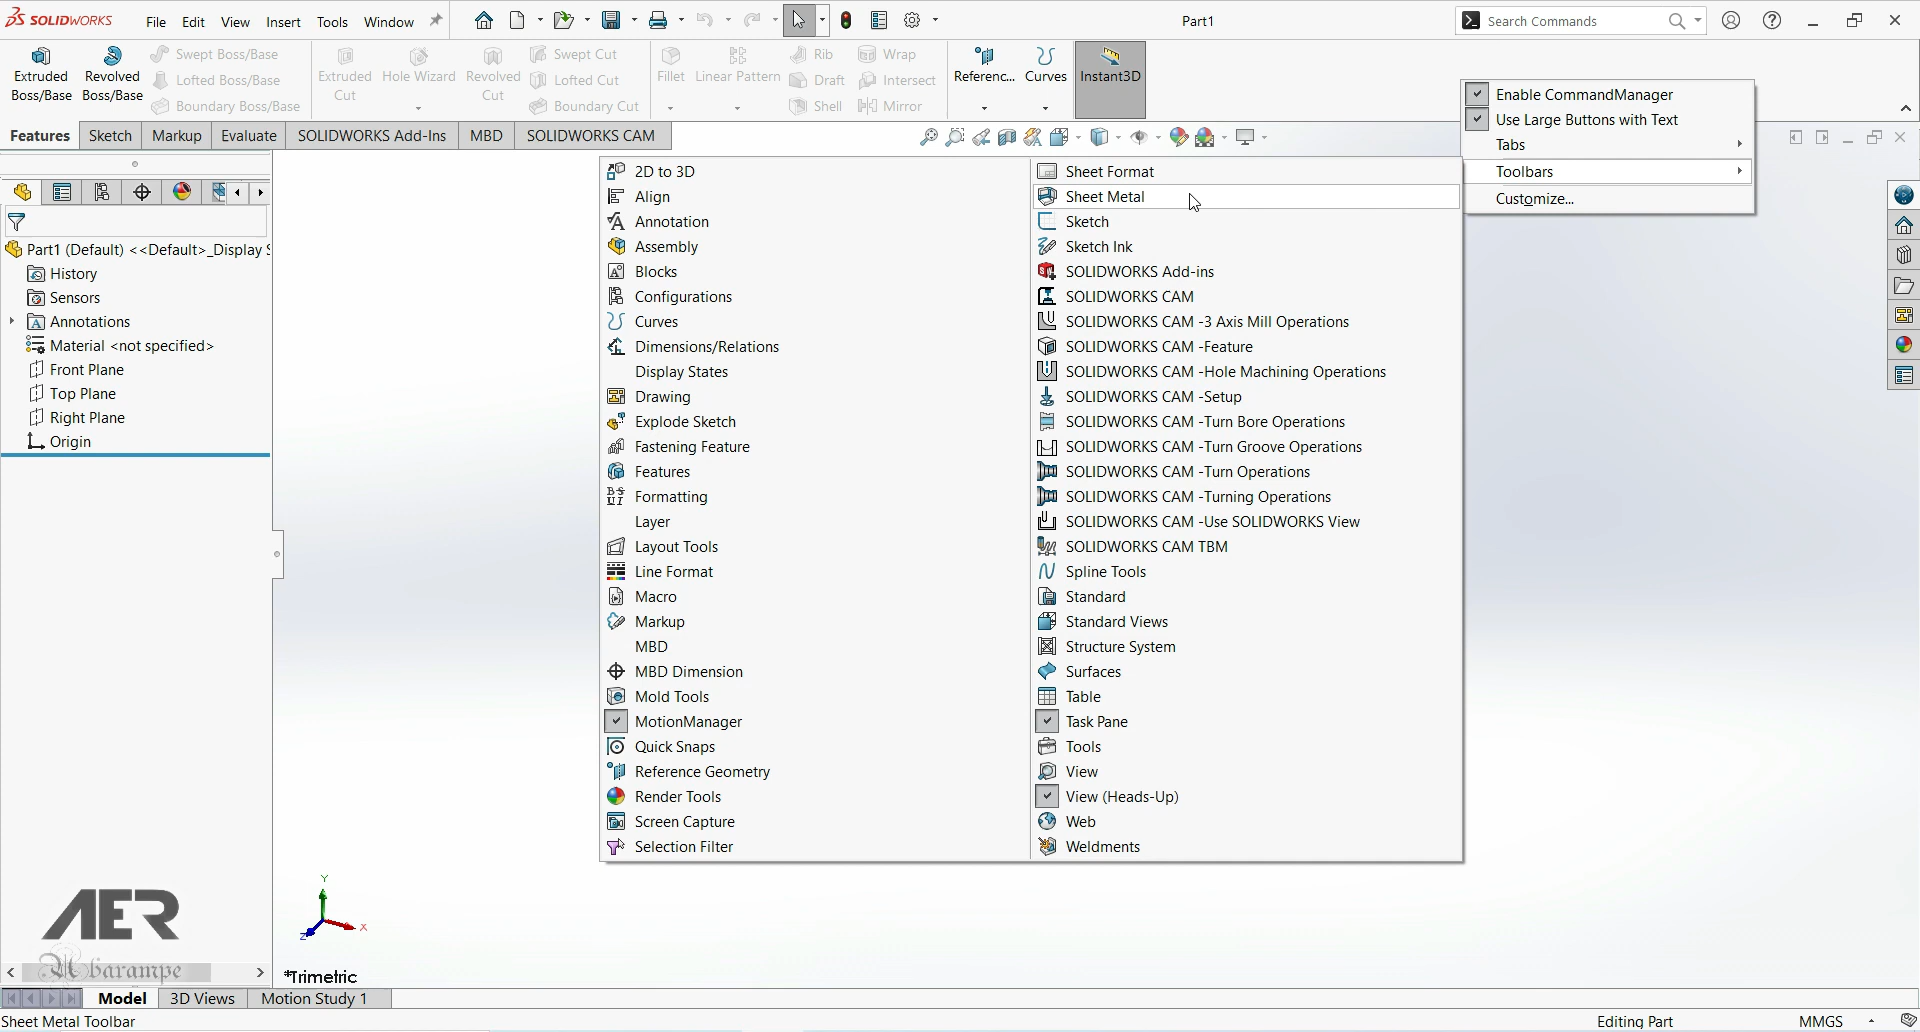 SOLIDWORKS File Edit View Insert Tools Window Part1 Search Commands
Extruded Boss/Base
Revolved Boss/Base
Swept Boss/Base
Lofted Boss/Base
Boundary Boss/Base
Extruded Cut
Hole Wizard
Revolved Cut
Swept Cut
Lofted Cut
Boundary Cut
Fillet
Linear Pattern
Rib
Draft
Shell
Wrap
Intersect
Mirror
Referenc...
Curves
Instant3D
Enable CommandManager
Use Large Buttons with Text
Tabs
Toolbars
Customize...
Features Sketch Markup Evaluate SOLIDWORKS Add-Ins MBD SOLIDWORKS CAM
Part1 (Default) <<Default>_Display S
History
Sensors
Annotations
Material <not specified>
Front Plane
Top Plane
Right Plane
Origin
2D to 3D
Align
Annotation
Assembly
Blocks
Configurations
Curves
Dimensions/Relations
Display States
Drawing
Explode Sketch
Fastening Feature
Features
Formatting
Layer
Layout Tools
Line Format
Macro
Markup
MBD
MBD Dimension
Mold Tools
MotionManager
Quick Snaps
Reference Geometry
Render Tools
Screen Capture
Selection Filter
Sheet Format
Sheet Metal
Sketch
Sketch Ink
SOLIDWORKS Add-ins
SOLIDWORKS CAM
SOLIDWORKS CAM -3 Axis Mill Operations
SOLIDWORKS CAM -Feature
SOLIDWORKS CAM -Hole Machining Operations
SOLIDWORKS CAM -Setup
SOLIDWORKS CAM -Turn Bore Operations
SOLIDWORKS CAM -Turn Groove Operations
SOLIDWORKS CAM -Turn Operations
SOLIDWORKS CAM -Turning Operations
SOLIDWORKS CAM -Use SOLIDWORKS View
SOLIDWORKS CAM TBM
Spline Tools
Standard
Standard Views
Structure System
Surfaces
Table
Task Pane
Tools
View
View (Heads-Up)
Web
Weldments
AER
Abarampe
Y
X
Z
*Trimetric
Model 3D Views Motion Study 1
Sheet Metal Toolbar Editing Part MMGS